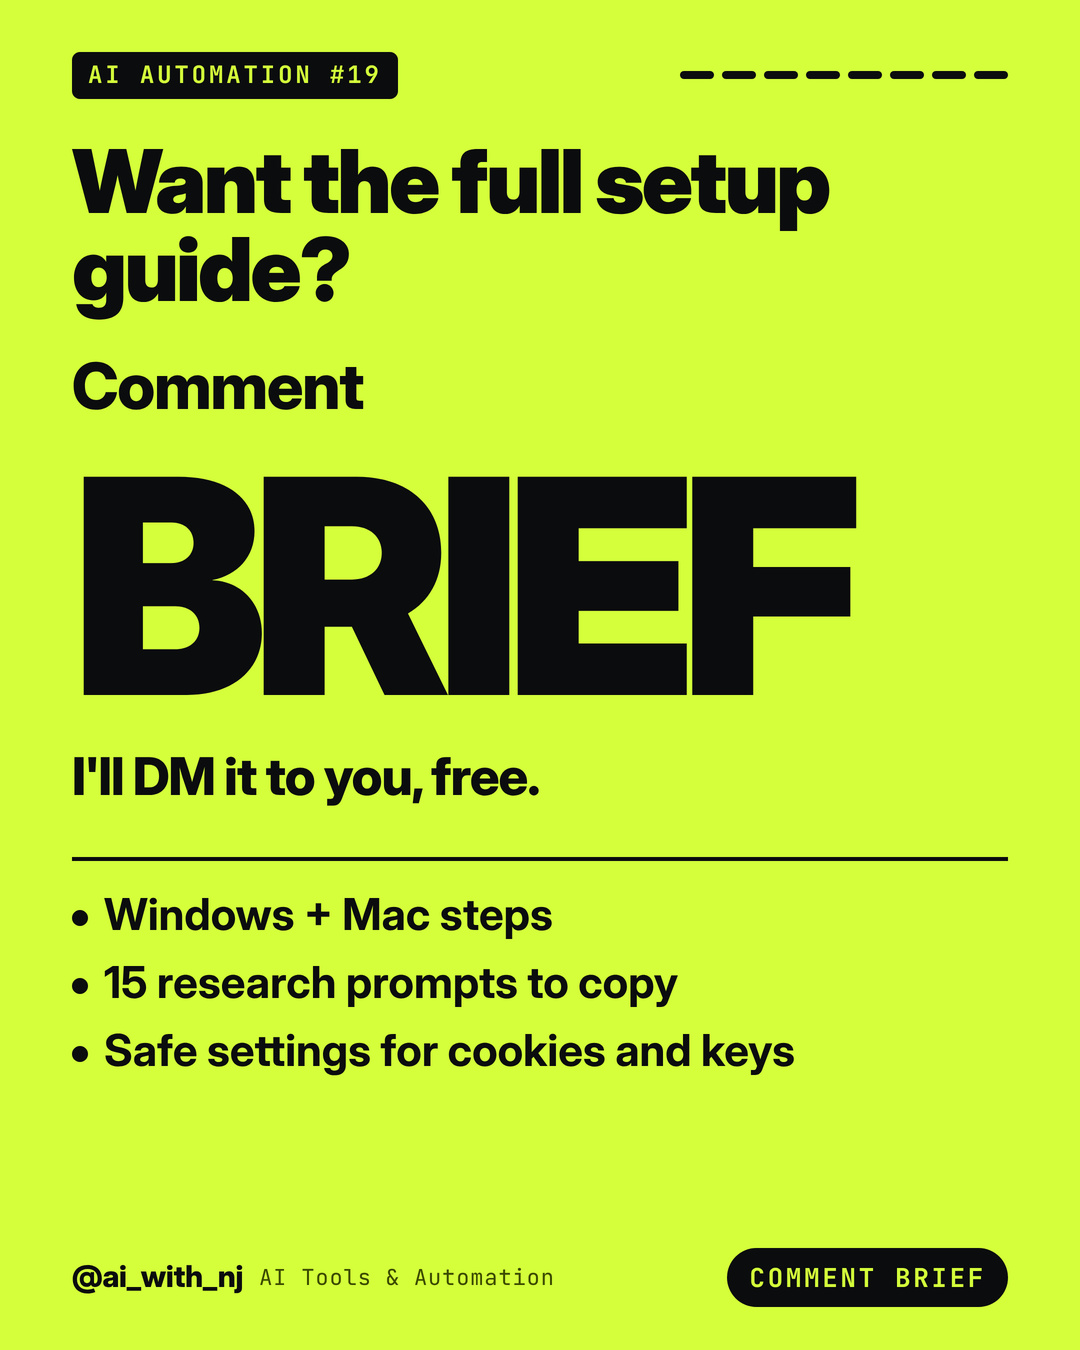 AI AUTOMATION #19
Want the full setup
guide?
Comment
BRIEF
I'll DM it to you, free.
• Windows + Mac steps
• 15 research prompts to copy
• Safe settings for cookies and keys
@ai_with_nj AI Tools & Automation
COMMENT BRIEF